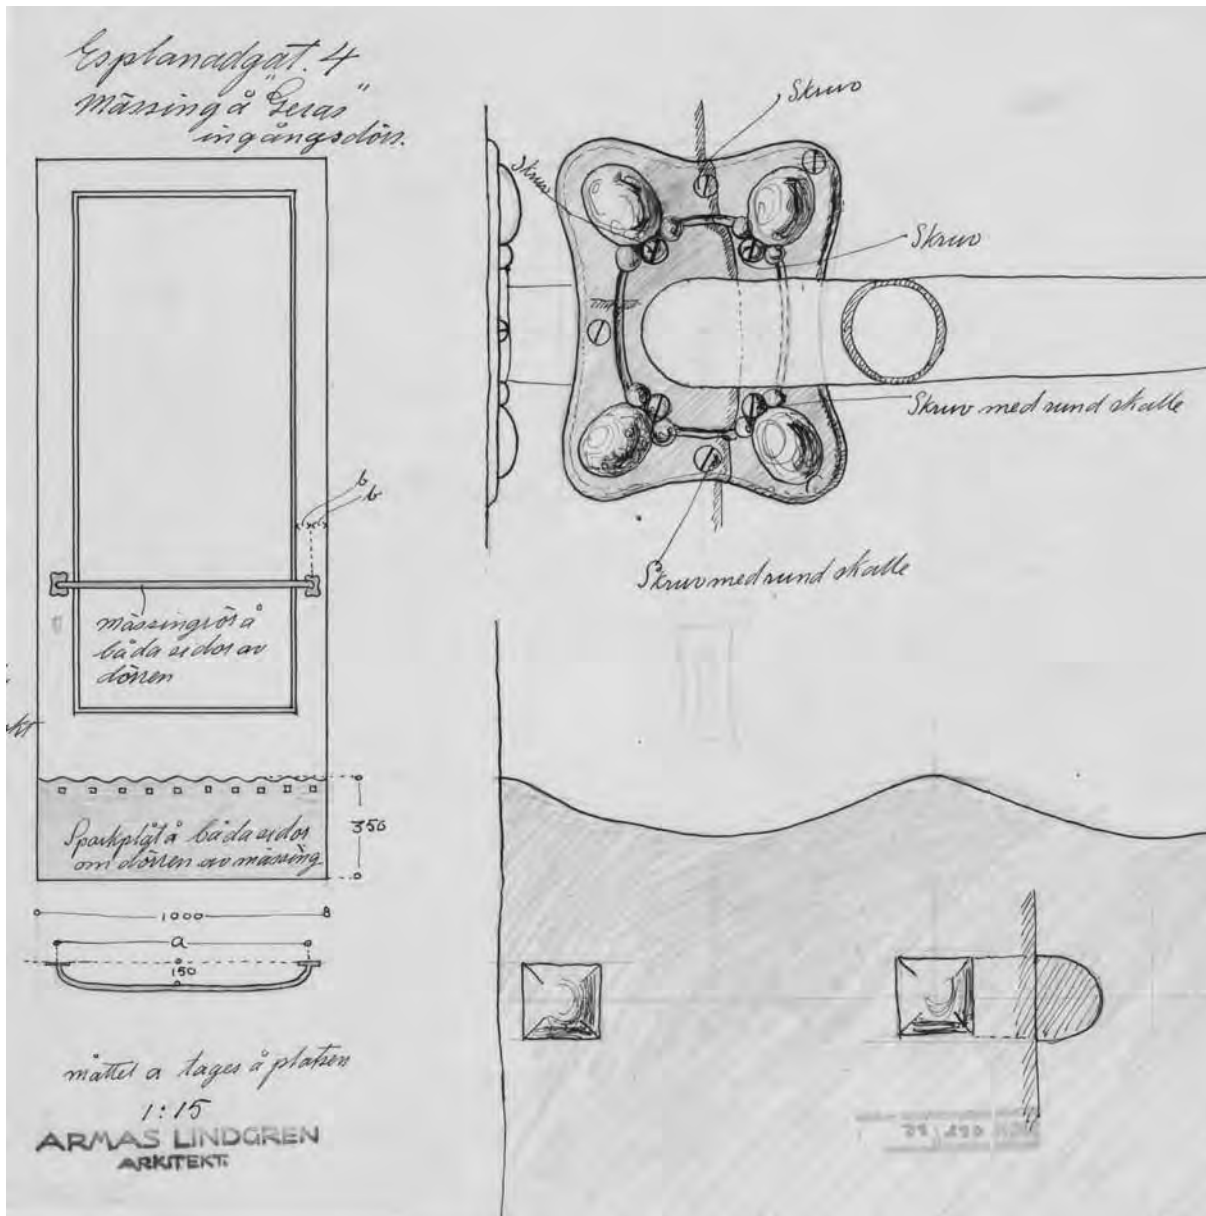 Esplanadgat. 4
Mässing å "Geras"
ingångsdörr.
Skruv
Skruv
Skruv
Skruv med rund skalle
Skruv med rund skalle
b
b
mässingrör å
båda sidor av
dörren
Sparkplåt å båda sidor
om dörren av mässing.
350
1000
a
150
måttet a tages å platsen
1:15
ARMAS LINDGREN
ARKITEKT.